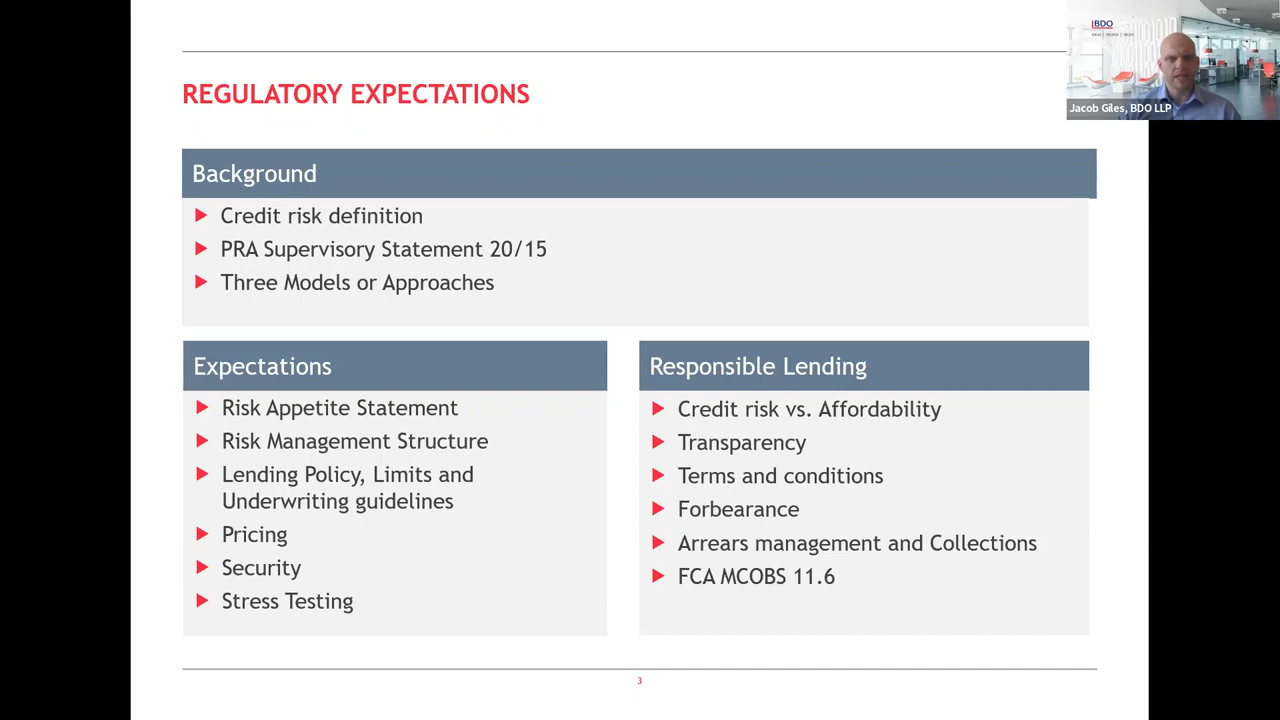 BDO
Jacob Giles, BDO LLP
REGULATORY EXPECTATIONS
Background
Credit risk definition
PRA Supervisory Statement 20/15
Three Models or Approaches
Expectations
Risk Appetite Statement
Risk Management Structure
Lending Policy, Limits and
Underwriting guidelines
Pricing
Security
Stress Testing
Responsible Lending
Credit risk vs. Affordability
Transparency
Terms and conditions
Forbearance
Arrears management and Collections
FCA MCOBS 11.6
3